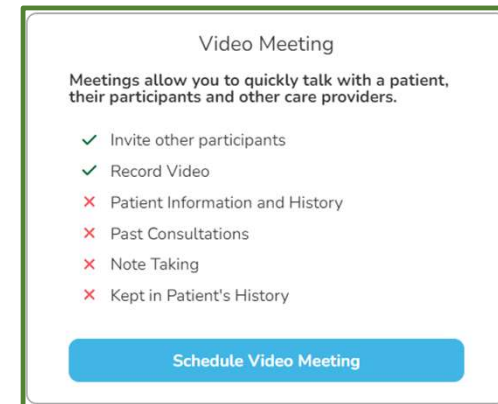 Video Meeting
Meetings allow you to quickly talk with a patient,
their participants and other care providers.
Invite other participants
Record Video
Patient Information and History
Past Consultations
Note Taking
Kept in Patient's History
Schedule Video Meeting